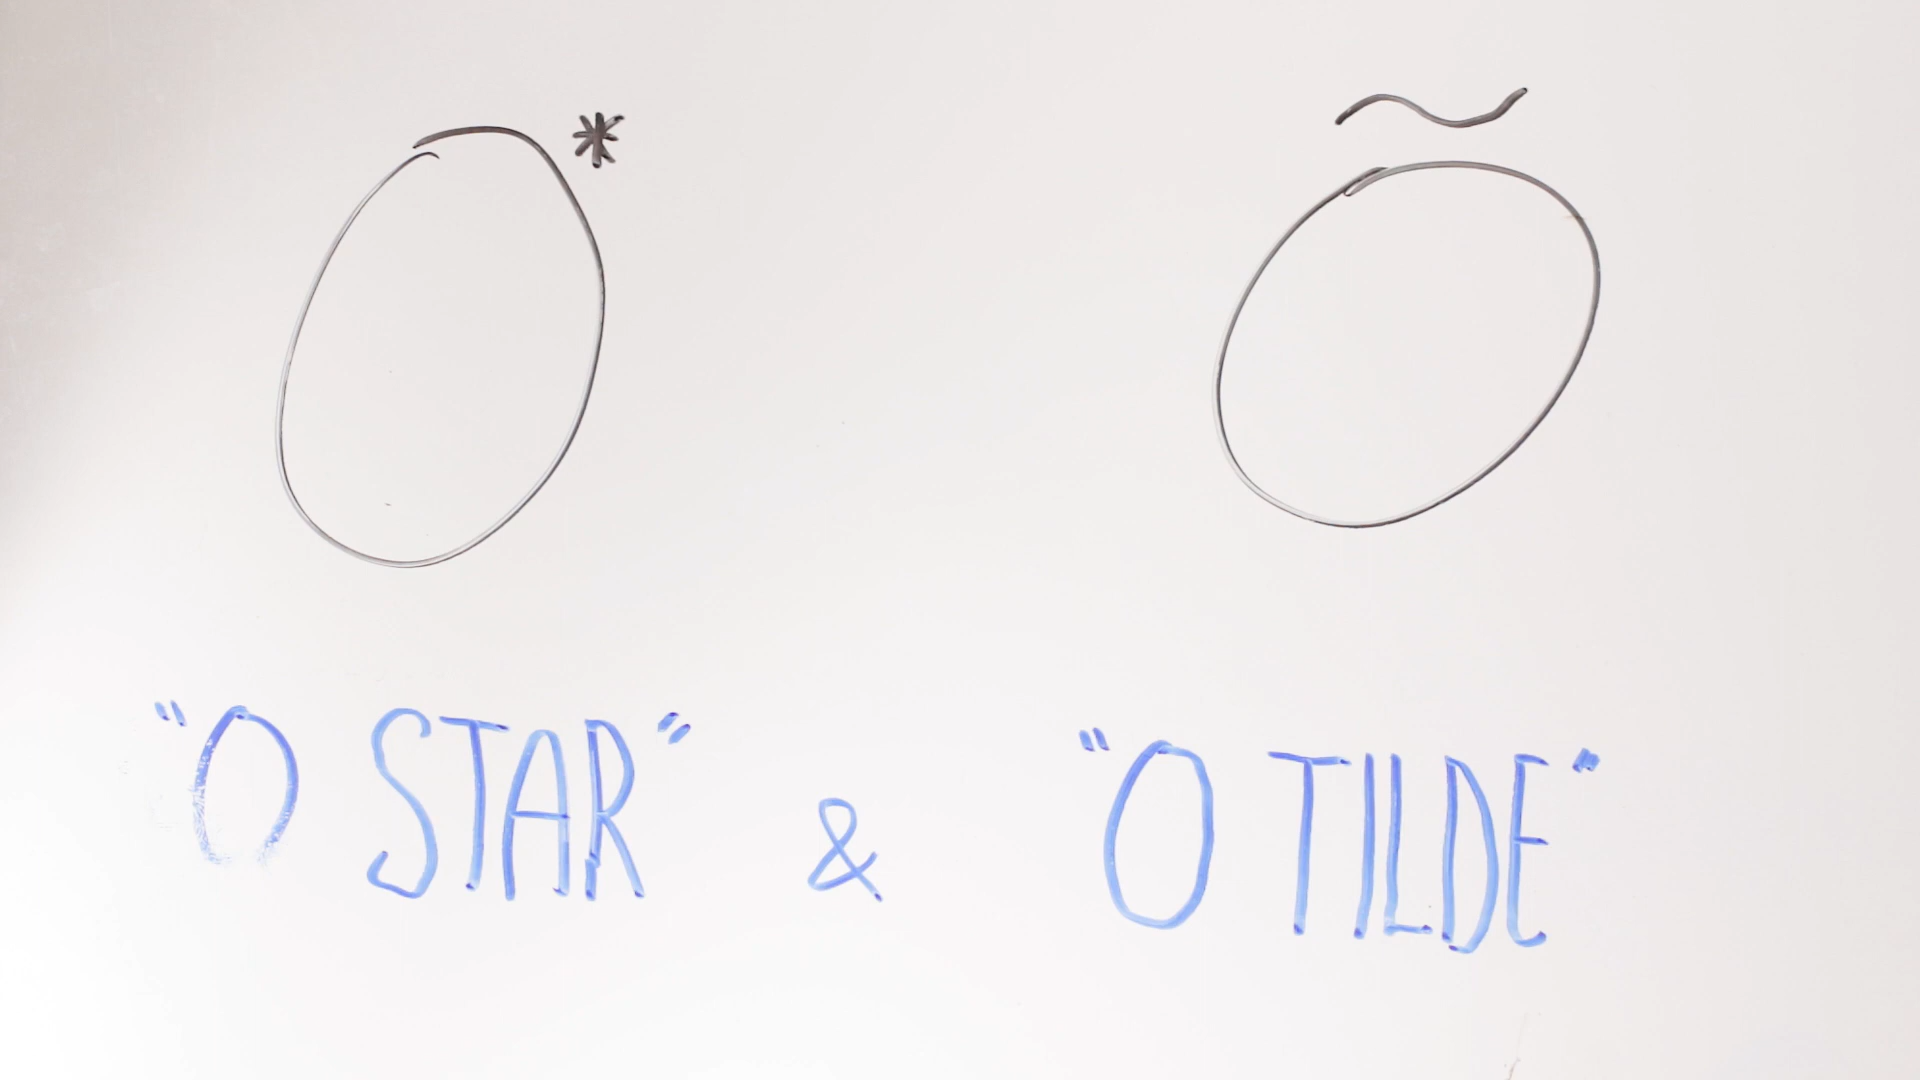 O* Õ
"O STAR" & "O TILDE"